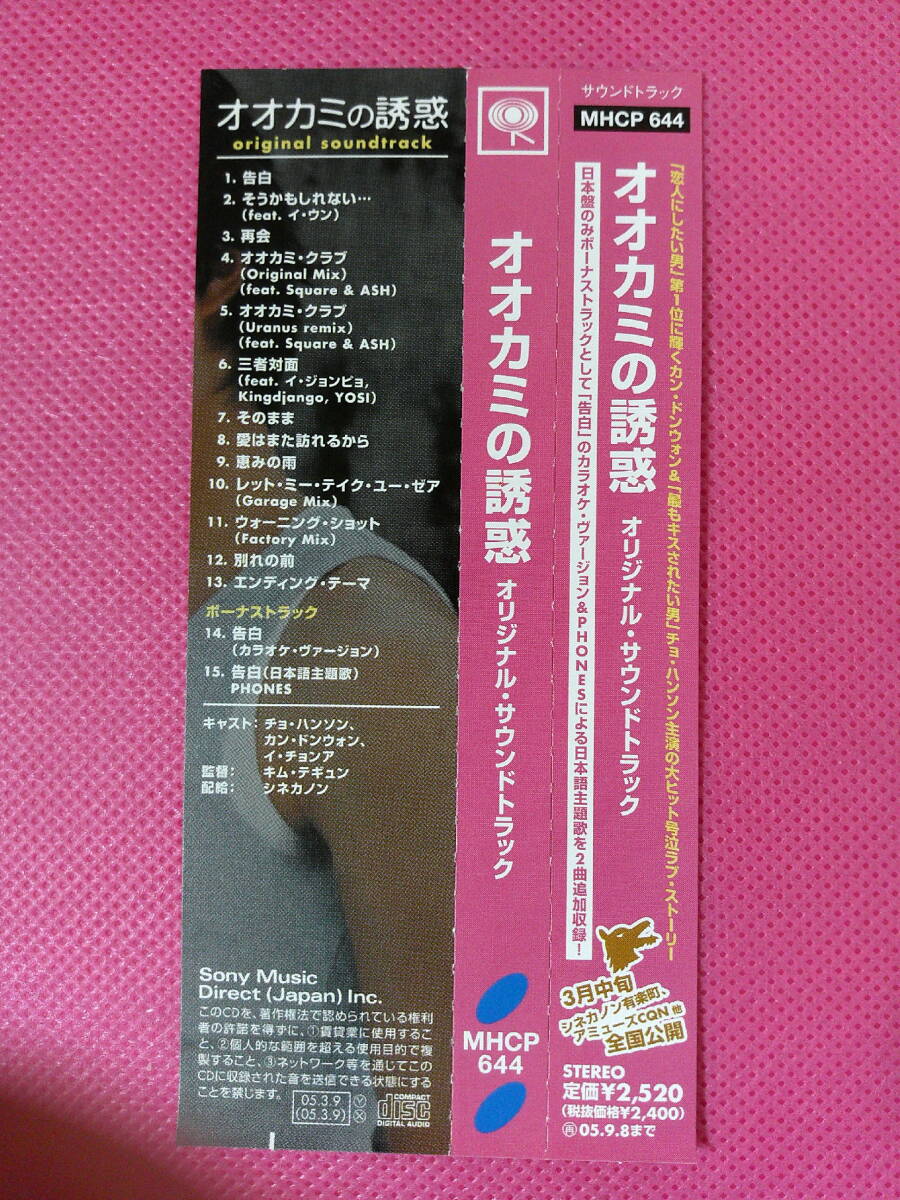 オオカミの誘惑
original soundtrack
1. 告白
2. そうかもしれない…
(feat. イ・ウン)
3. 再会
4. オオカミ・クラブ
(Original Mix)
(feat. Square & ASH)
5. オオカミ・クラブ
(Uranus remix)
(feat. Square & ASH)
6. 三者対面
(feat. イ・ジョンピョ,
Kingdjango, YOSI)
7. そのまま
8. 愛はまた訪れるから
9. 恵みの雨
10. レット・ミー・テイク・ユー・ゼア
(Garage Mix)
11. ウォーニング・ショット
(Factory Mix)
12. 別れの前
13. エンディング・テーマ
ボーナストラック
14. 告白
(カラオケ・ヴァージョン)
15. 告白(日本語主題歌)
PHONES
キャスト: チョ・ハンソン、
カン・ドンウォン、
イ・チョンア
監督: キム・テギュン
配給: シネカノン
Sony Music
Direct (Japan) Inc.
このCDを、著作権法で認められている権利
者の許諾を得ずに、①賃貸業に使用するこ
と、②個人的な範囲を超える使用目的で複
製すること、③ネットワーク等を通じてこの
CDに収録された音を送信できる状態にする
ことを禁じます。
05.3.9 Ⓨ
(05.3.9) Ⓧ
COMPACT
disc
DIGITAL AUDIO
オオカミの誘惑 オリジナル・サウンドトラック
MHCP
644
サウンドトラック
MHCP 644
「恋人にしたい男」第1位に輝くカン・ドンウォン&「最もキスされたい男」チョ・ハンソン主演の大ヒット号泣ラブ・ストーリー
オオカミの誘惑 オリジナル・サウンドトラック
日本盤のみボーナストラックとして「告白」のカラオケ・ヴァージョン&PHONESによる日本語主題歌を2曲追加収録!
3月中旬
シネカノン有楽町、
アミューズCQN 他
全国公開
STEREO
定価¥2,520
(税抜価格¥2,400)
㊢05.9.8まで